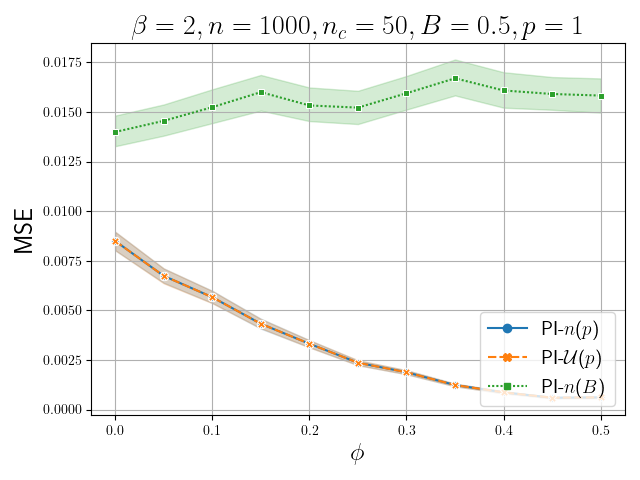 β = 2, n = 1000, n_c = 50, B = 0.5, p = 1
MSE
0.0175
0.0150
0.0125
0.0100
0.0075
0.0050
0.0025
0.0000
PI-n(p)
PI-𝒰(p)
PI-n(B)
0.0 0.1 0.2 0.3 0.4 0.5
ϕ